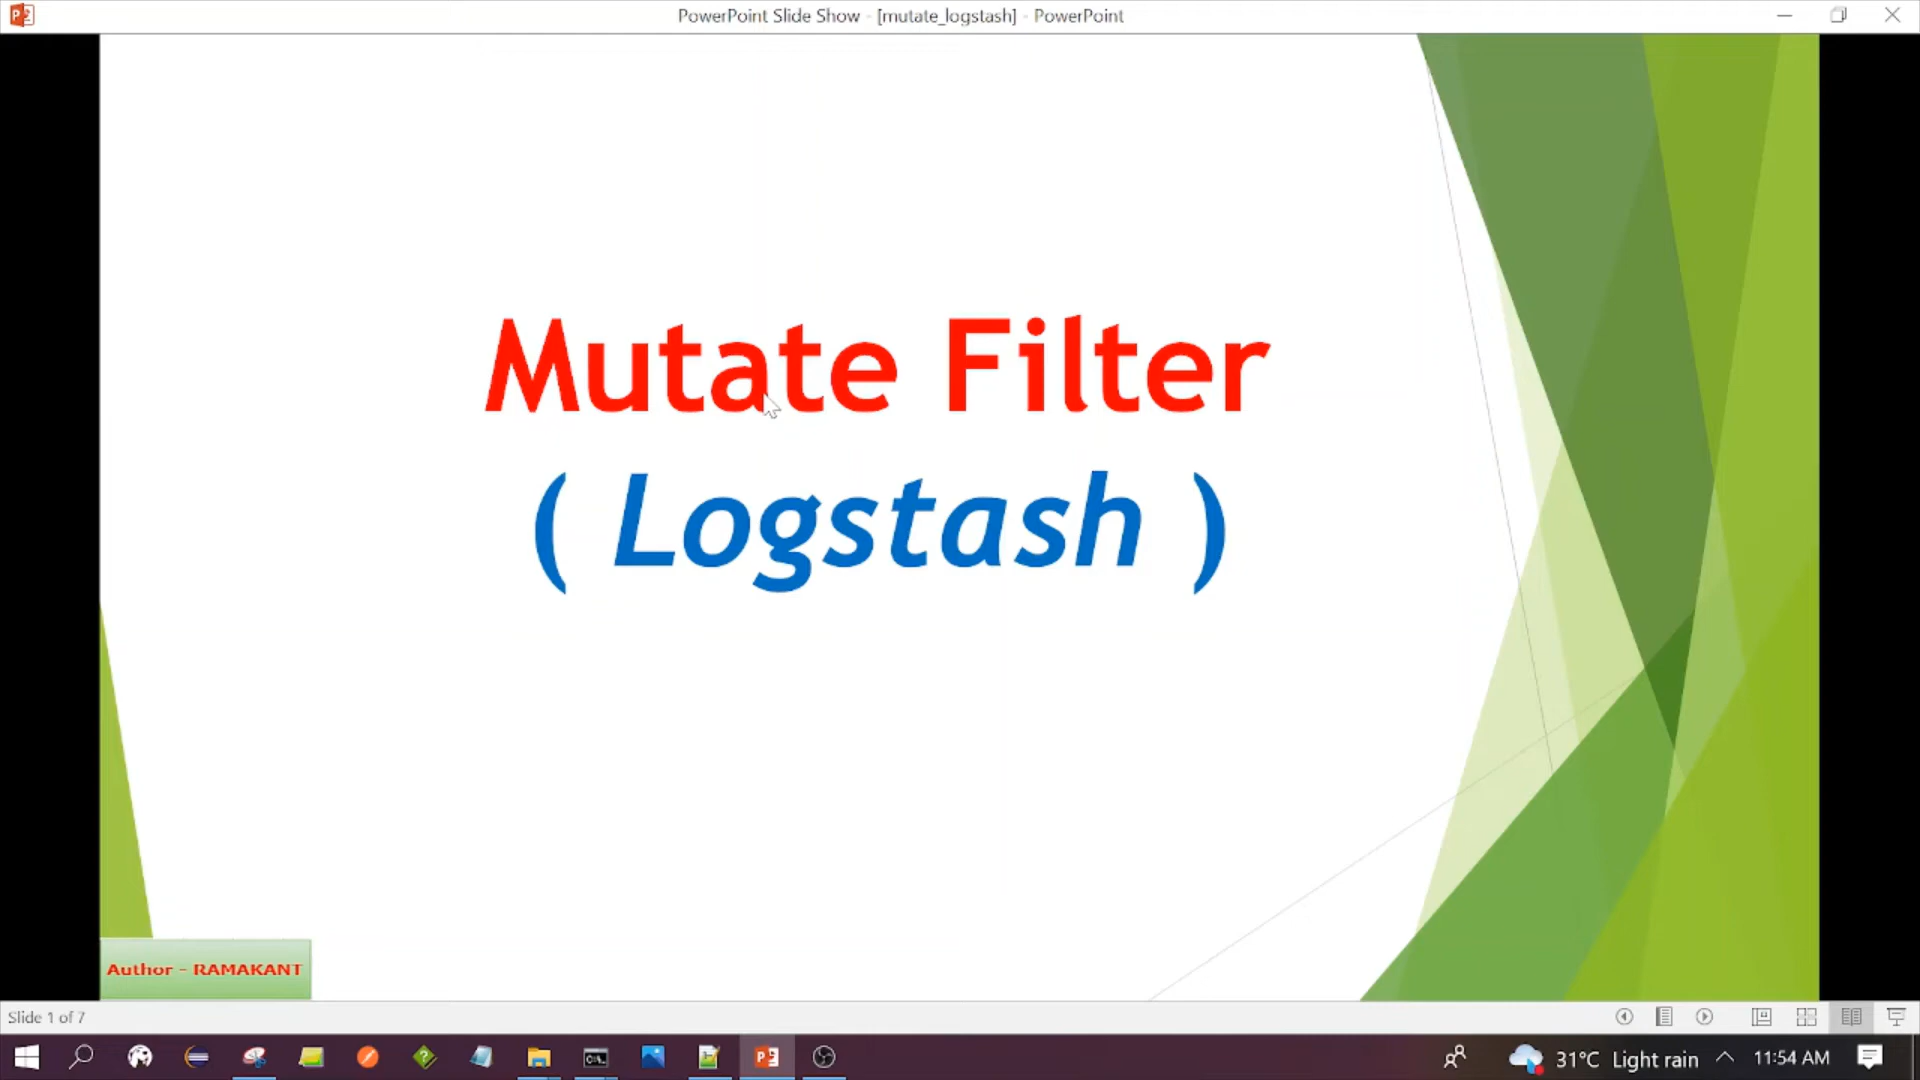 PowerPoint Slide Show - [mutate_logstash] - PowerPoint
Mutate Filter
( Logstash )
Author - RAMAKANT
Slide 1 of 7
31°C Light rain
11:54 AM